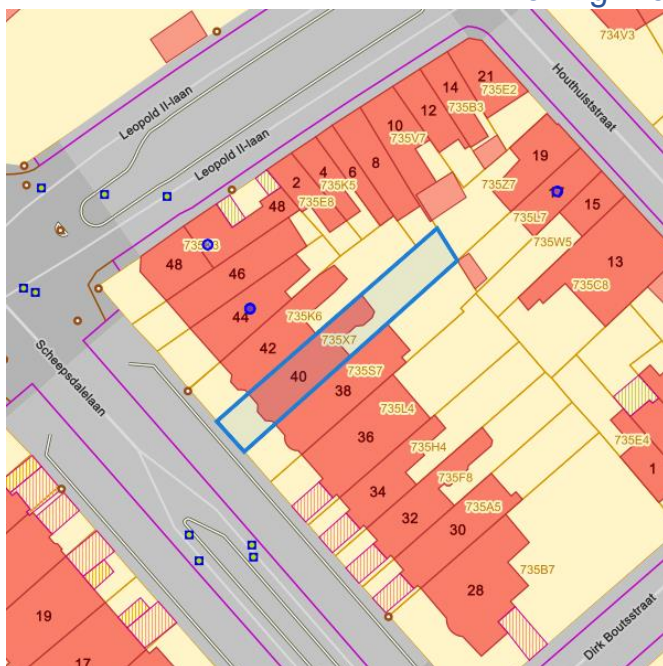 734V3
Houthulststraat
Leopold II-laan
Leopold II-laan
21
735E2
14
735B3
12
10
735V7
8
6
4
735K5
2
735E8
48
19
735Z7
15
735L7
735W5
13
735C8
48
46
44
735K6
42
735X7
40
735S7
38
735L4
36
735H4
34
735F8
32
735A5
30
735B7
28
735E4
1
Scheepsdalelaan
19
17
Dirk Boutsstraat